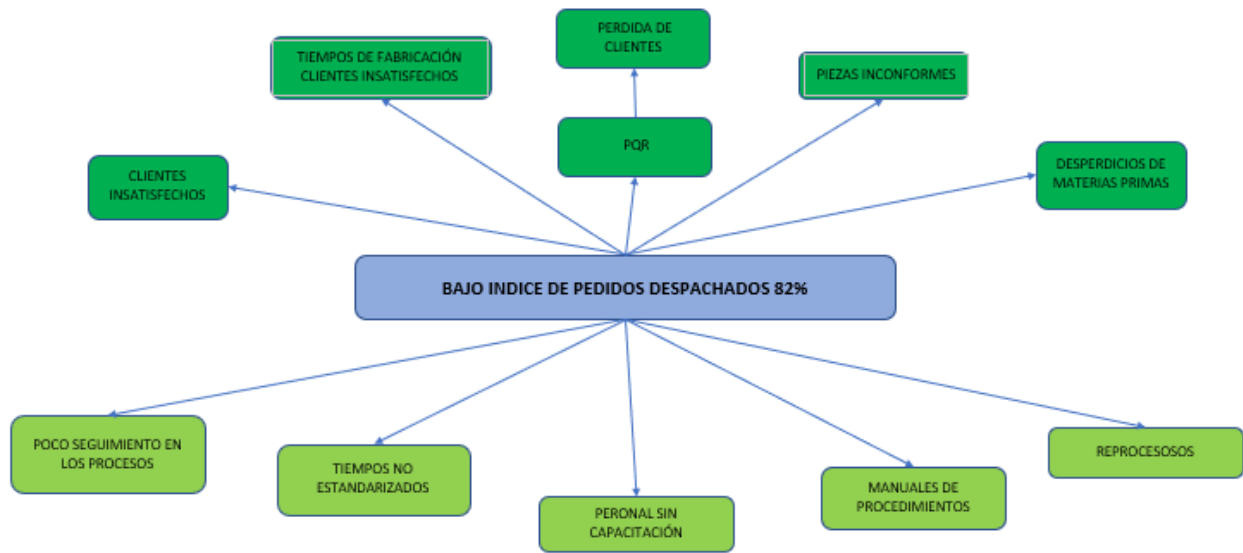 PERDIDA DE
CLIENTES
TIEMPOS DE FABRICACIÓN
CLIENTES INSATISFECHOS
PIEZAS INCONFORMES
PQR
CLIENTES
INSATISFECHOS
DESPERDICIOS DE
MATERIAS PRIMAS
BAJO INDICE DE PEDIDOS DESPACHADOS 82%
POCO SEGUIMIENTO EN
LOS PROCESOS
TIEMPOS NO
ESTANDARIZADOS
PERONAL SIN
CAPACITACIÓN
MANUALES DE
PROCEDIMIENTOS
REPROCESOSOS